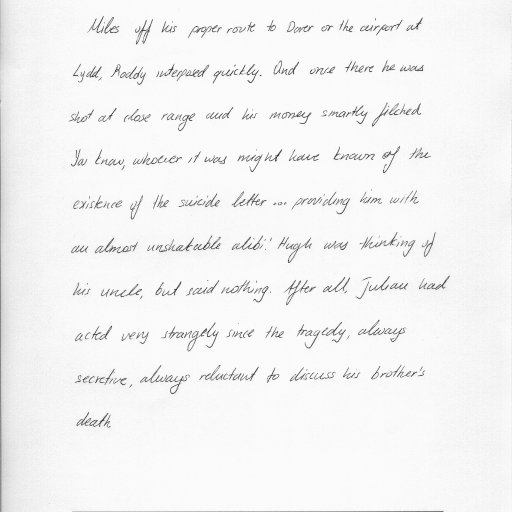 Miles off his proper route to Dover or the airport at
Lydd, Roddy interposed quickly. And once there he was
shot at close range and his money smartly filched.
You know, whoever it was might have known of the
existence of the suicide letter ... providing him with
an almost unshakeable alibi.' Hugh was thinking of
his uncle, but said nothing. After all, Julian had
acted very strangely since the tragedy, always
secretive, always reluctant to discuss his brother's
death